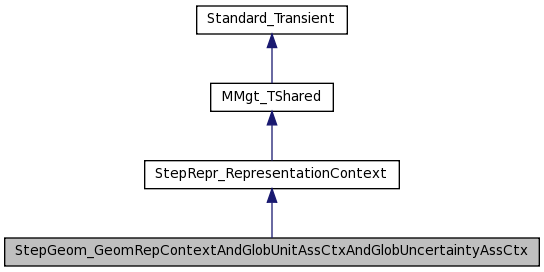 Standard_Transient
MMgt_TShared
StepRepr_RepresentationContext
StepGeom_GeomRepContextAndGlobUnitAssCtxAndGlobUncertaintyAssCtx